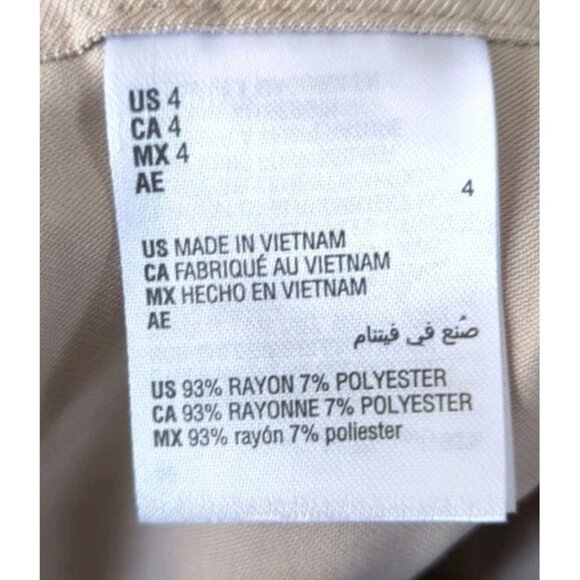 US 4
CA 4
MX 4
AE 4
US MADE IN VIETNAM
CA FABRIQUÉ AU VIETNAM
MX HECHO EN VIETNAM
AE
صُنع في فيتنام
US 93% RAYON 7% POLYESTER
CA 93% RAYONNE 7% POLYESTER
MX 93% rayón 7% poliester